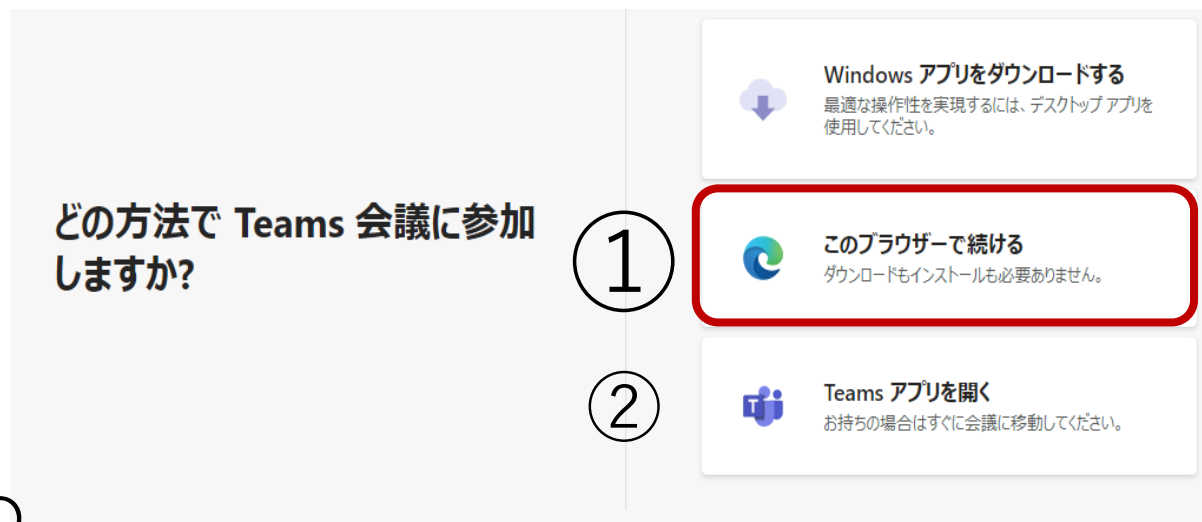 どの方法で Teams 会議に参加
しますか?
Windows アプリをダウンロードする
最適な操作性を実現するには、デスクトップ アプリを
使用してください。
①
このブラウザーで続ける
ダウンロードもインストールも必要ありません。
②
Teams アプリを開く
お持ちの場合はすぐに会議に移動してください。